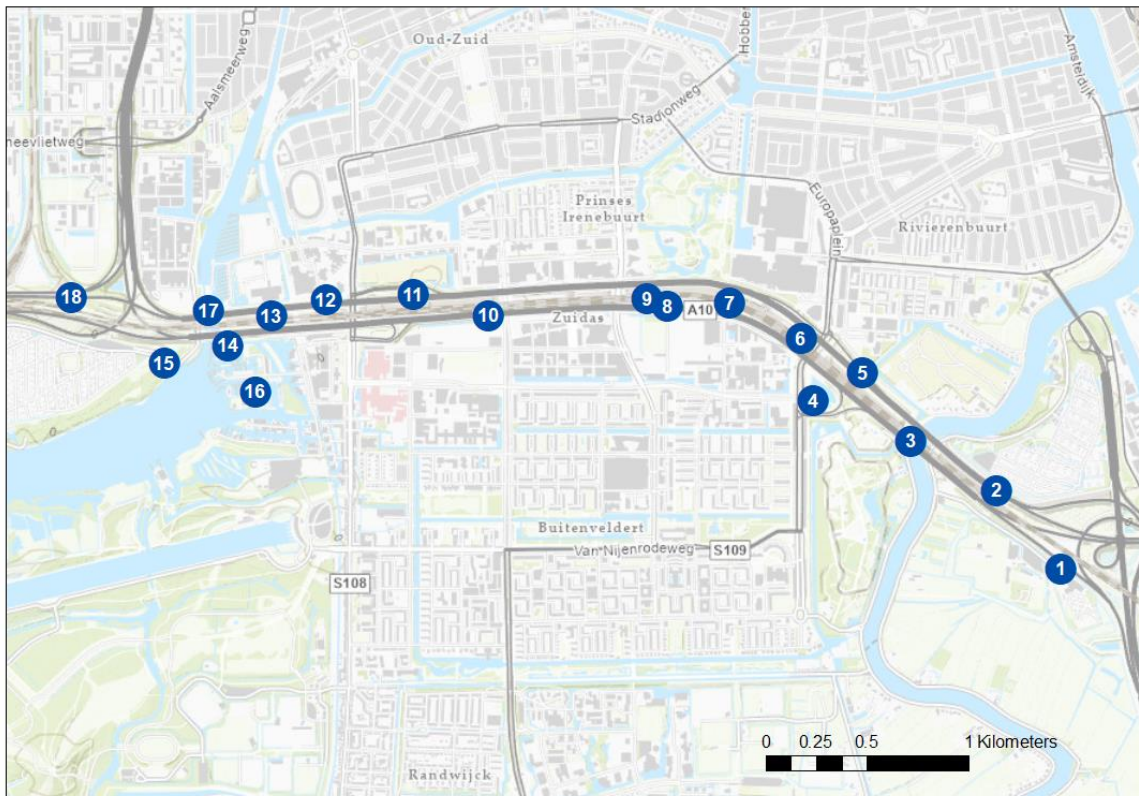 Oud-Zuid
Hobbe
Aalsmeerweg
Amsteldijk
Stadionweg
neevlietweg
Prinses
Irenebuurt
Europaplein
Rivierenbuurt
18
17
13
12
11
10
9
8
A10
7
Zuidas
14
6
15
16
5
4
3
2
Buitenveldert
Van Nijenrodeweg
S109
1
S108
0 0.25 0.5 1 Kilometers
Randwijck